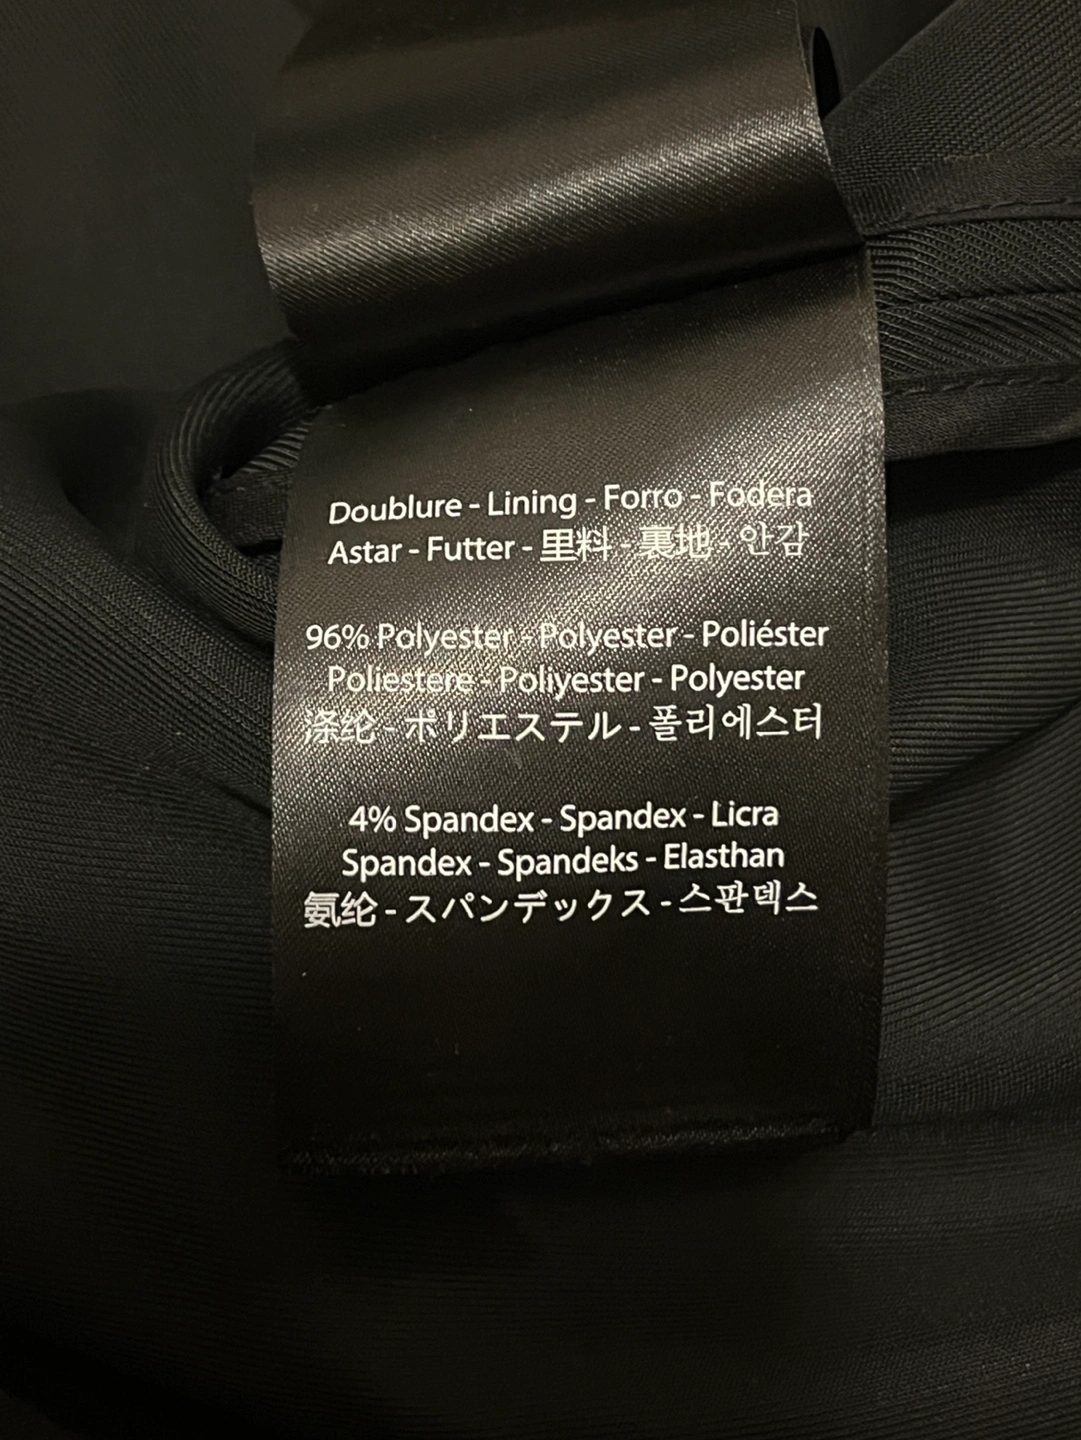 Doublure - Lining - Forro - Fodera
Astar - Futter - 里料 - 裏地 - 안감
96% Polyester - Polyester - Poliéster
Poliestere - Poliyester - Polyester
涤纶 - ポリエステル - 폴리에스터
4% Spandex - Spandex - Licra
Spandex - Spandeks - Elasthan
氨纶 - スパンデックス - 스판덱스